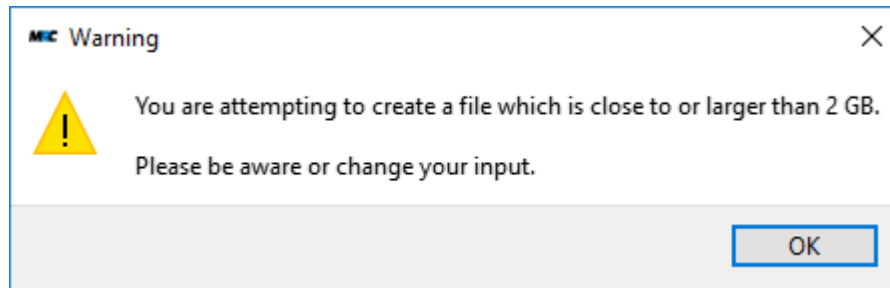 Warning
You are attempting to create a file which is close to or larger than 2 GB.
Please be aware or change your input.
OK